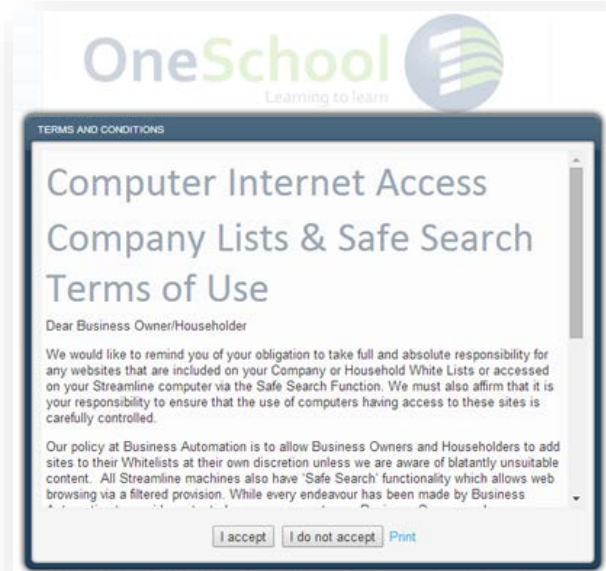 OneSchool
Learning to learn
TERMS AND CONDITIONS
Computer Internet Access
Company Lists & Safe Search
Terms of Use
Dear Business Owner/Householder
We would like to remind you of your obligation to take full and absolute responsibility for
any websites that are included on your Company or Household White Lists or accessed
on your Streamline computer via the Safe Search Function. We must also affirm that it is
your responsibility to ensure that the use of computers having access to these sites is
carefully controlled.
Our policy at Business Automation is to allow Business Owners and Householders to add
sites to their Whitelists at their own discretion unless we are aware of blatantly unsuitable
content. All Streamline machines also have 'Safe Search' functionality which allows web
browsing via a filtered provision. While every endeavour has been made by Business
I accept I do not accept Print